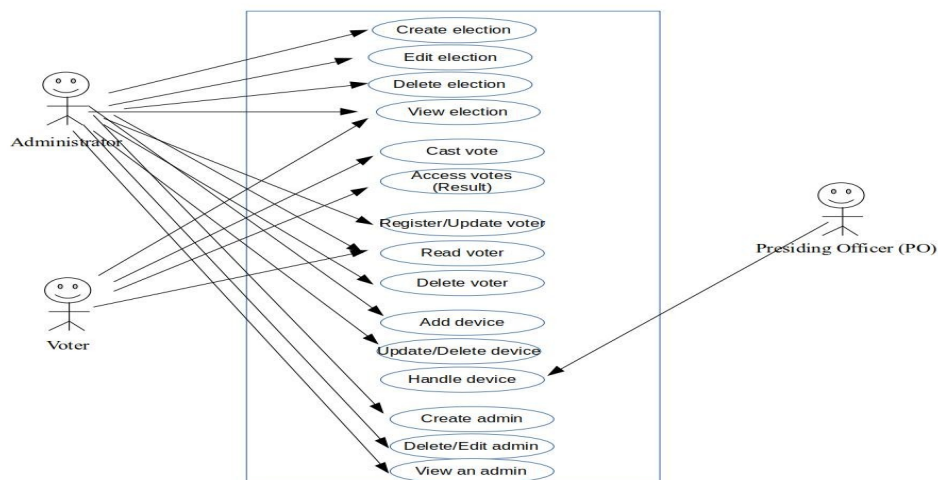 Create election
Edit election
Delete election
View election
Administrator
Cast vote
Access votes
(Result)
Register/Update voter
Presiding Officer (PO)
Read voter
Delete voter
Voter
Add device
Update/Delete device
Handle device
Create admin
Delete/Edit admin
View an admin